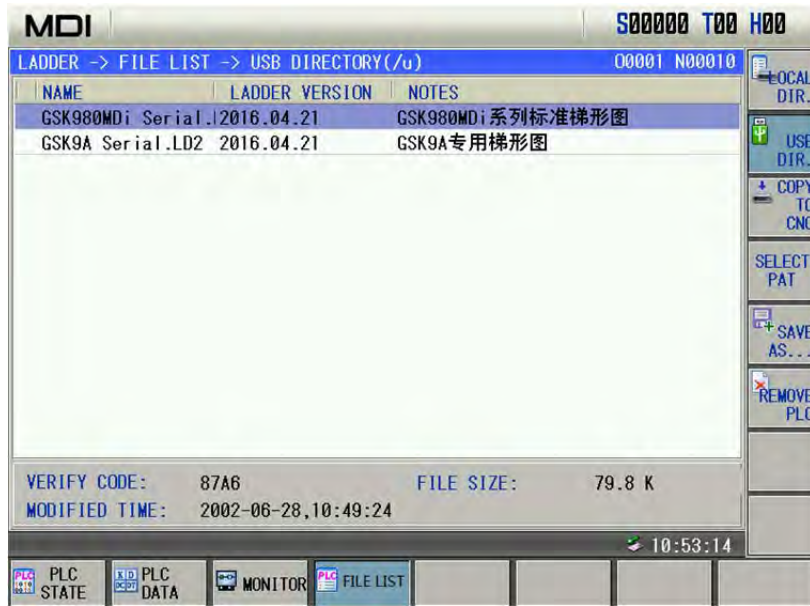 MDI S00000 T00 H00
LADDER -> FILE LIST -> USB DIRECTORY(/u) O0001 N00010
NAME LADDER VERSION NOTES
GSK980MDi Serial. 2016.04.21 GSK980MDi系列标准梯形图
GSK9A Serial.LD2 2016.04.21 GSK9A专用梯形图
LOCAL
DIR.
USB
DIR.
COPY
TO
CNC
SELECT
PAT
SAVE
AS...
REMOVE
PLC
VERIFY CODE: 87A6 FILE SIZE: 79.8 K
MODIFIED TIME: 2002-06-28,10:49:24
10:53:14
PLC
STATE
PLC
DATA
MONITOR
FILE LIST